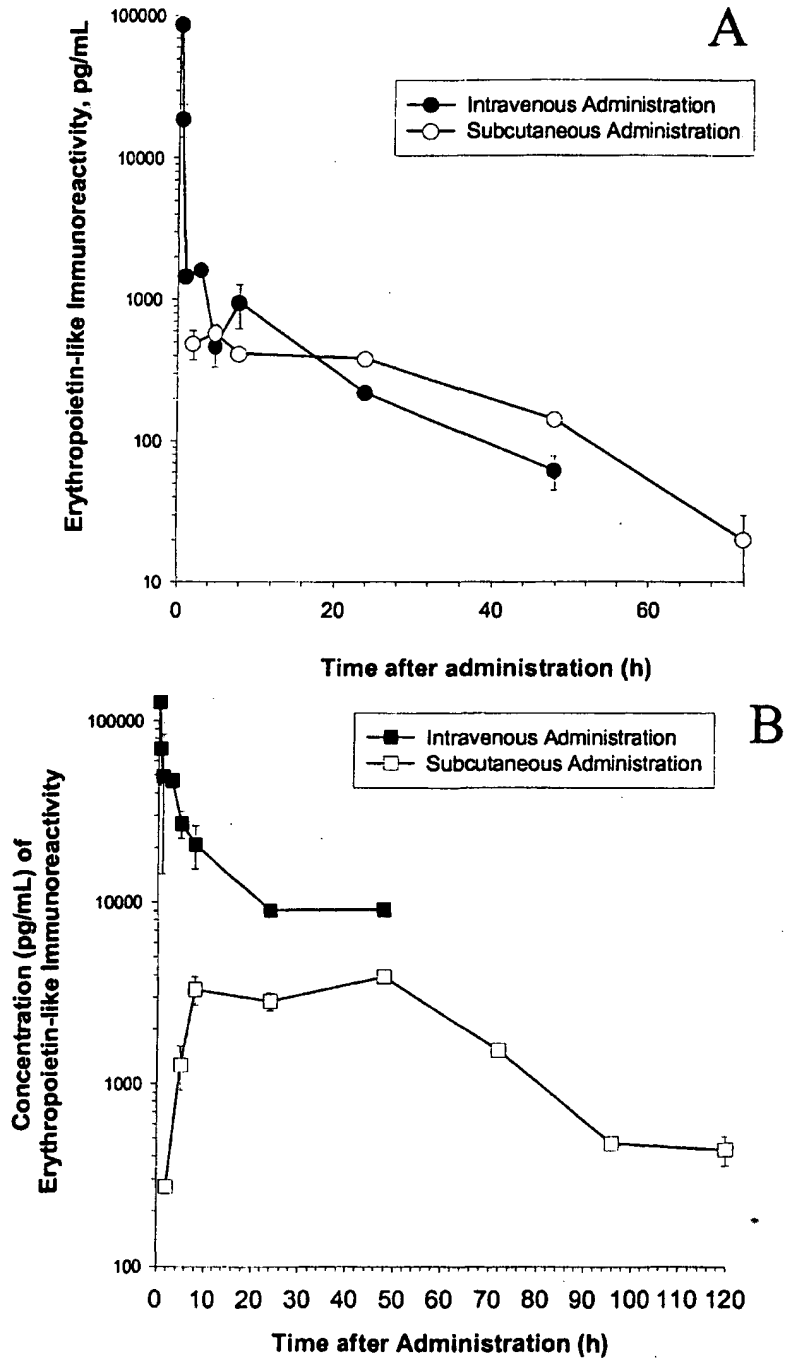 A
Erythropoietin-like Immunoreactivity, pg/mL
100000
10000
1000
100
10
Intravenous Administration
Subcutaneous Administration
0 20 40 60
Time after administration (h)
B
Concentration (pg/mL) of
Erythropoietin-like Immunoreactivity
100000
10000
1000
100
Intravenous Administration
Subcutaneous Administration
0 10 20 30 40 50 60 70 80 90 100 110 120
Time after Administration (h)